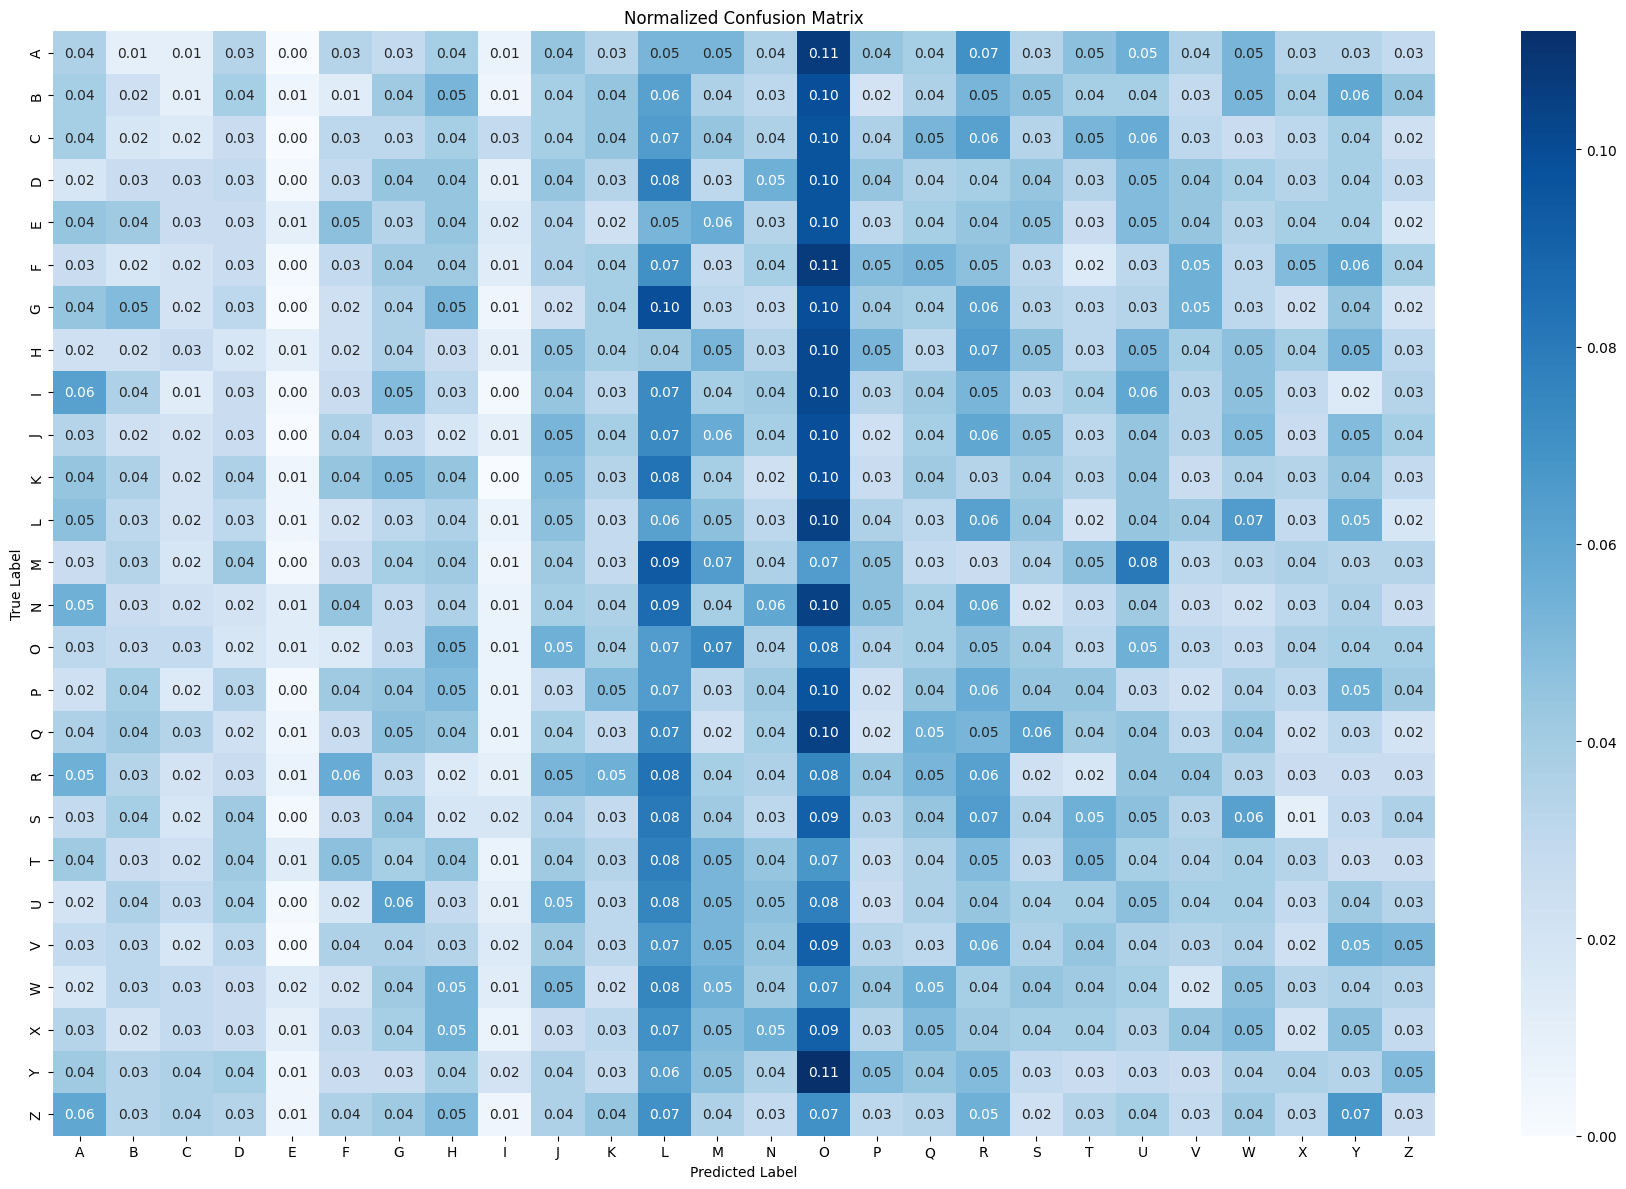 Normalized Confusion Matrix
A 0.04 0.01 0.01 0.03 0.00 0.03 0.03 0.04 0.01 0.04 0.03 0.05 0.05 0.04 0.11 0.04 0.04 0.07 0.03 0.05 0.05 0.04 0.05 0.03 0.03 0.03
B 0.04 0.02 0.01 0.04 0.01 0.01 0.04 0.05 0.01 0.04 0.04 0.06 0.04 0.03 0.10 0.02 0.04 0.05 0.05 0.04 0.04 0.03 0.05 0.04 0.06 0.04
0.10
C 0.04 0.02 0.02 0.03 0.00 0.03 0.03 0.04 0.03 0.04 0.04 0.07 0.04 0.04 0.10 0.04 0.05 0.06 0.03 0.05 0.06 0.03 0.03 0.03 0.04 0.02
D 0.02 0.03 0.03 0.03 0.00 0.03 0.04 0.04 0.01 0.04 0.03 0.08 0.03 0.05 0.10 0.04 0.04 0.04 0.04 0.03 0.05 0.04 0.04 0.03 0.04 0.03
E 0.04 0.04 0.03 0.03 0.01 0.05 0.03 0.04 0.02 0.04 0.02 0.05 0.06 0.03 0.10 0.03 0.04 0.04 0.05 0.03 0.05 0.04 0.03 0.04 0.04 0.02
F 0.03 0.02 0.02 0.03 0.00 0.03 0.04 0.04 0.01 0.04 0.04 0.07 0.03 0.04 0.11 0.05 0.05 0.05 0.03 0.02 0.03 0.05 0.03 0.05 0.06 0.04
G 0.04 0.05 0.02 0.03 0.00 0.02 0.04 0.05 0.01 0.02 0.04 0.10 0.03 0.03 0.10 0.04 0.04 0.06 0.03 0.03 0.03 0.05 0.03 0.02 0.04 0.02
0.08
H 0.02 0.02 0.03 0.02 0.01 0.02 0.04 0.03 0.01 0.05 0.04 0.04 0.05 0.03 0.10 0.05 0.03 0.07 0.05 0.03 0.05 0.04 0.05 0.04 0.05 0.03
I 0.06 0.04 0.01 0.03 0.00 0.03 0.05 0.03 0.00 0.04 0.03 0.07 0.04 0.04 0.10 0.03 0.04 0.05 0.03 0.04 0.06 0.03 0.05 0.03 0.02 0.03
J 0.03 0.02 0.02 0.03 0.00 0.04 0.03 0.02 0.01 0.05 0.04 0.07 0.06 0.04 0.10 0.02 0.04 0.06 0.05 0.03 0.04 0.03 0.05 0.03 0.05 0.04
K 0.04 0.04 0.02 0.04 0.01 0.04 0.05 0.04 0.00 0.05 0.03 0.08 0.04 0.02 0.10 0.03 0.04 0.03 0.04 0.03 0.04 0.03 0.04 0.03 0.04 0.03
L 0.05 0.03 0.02 0.03 0.01 0.02 0.03 0.04 0.01 0.05 0.03 0.06 0.05 0.03 0.10 0.04 0.03 0.06 0.04 0.02 0.04 0.04 0.07 0.03 0.05 0.02
0.06
M 0.03 0.03 0.02 0.04 0.00 0.03 0.04 0.04 0.01 0.04 0.03 0.09 0.07 0.04 0.07 0.05 0.03 0.03 0.04 0.05 0.08 0.03 0.03 0.04 0.03 0.03
True Label
N 0.05 0.03 0.02 0.02 0.01 0.04 0.03 0.04 0.01 0.04 0.04 0.09 0.04 0.06 0.10 0.05 0.04 0.06 0.02 0.03 0.04 0.03 0.02 0.03 0.04 0.03
O 0.03 0.03 0.03 0.02 0.01 0.02 0.03 0.05 0.01 0.05 0.04 0.07 0.07 0.04 0.08 0.04 0.04 0.05 0.04 0.03 0.05 0.03 0.03 0.04 0.04 0.04
P 0.02 0.04 0.02 0.03 0.00 0.04 0.04 0.05 0.01 0.03 0.05 0.07 0.03 0.04 0.10 0.02 0.04 0.06 0.04 0.04 0.03 0.02 0.04 0.03 0.05 0.04
Q 0.04 0.04 0.03 0.02 0.01 0.03 0.05 0.04 0.01 0.04 0.03 0.07 0.02 0.04 0.10 0.02 0.05 0.05 0.06 0.04 0.04 0.03 0.04 0.02 0.03 0.02
0.04
R 0.05 0.03 0.02 0.03 0.01 0.06 0.03 0.02 0.01 0.05 0.05 0.08 0.04 0.04 0.08 0.04 0.05 0.06 0.02 0.02 0.04 0.04 0.03 0.03 0.03 0.03
S 0.03 0.04 0.02 0.04 0.00 0.03 0.04 0.02 0.02 0.04 0.03 0.08 0.04 0.03 0.09 0.03 0.04 0.07 0.04 0.05 0.05 0.03 0.06 0.01 0.03 0.04
T 0.04 0.03 0.02 0.04 0.01 0.05 0.04 0.04 0.01 0.04 0.03 0.08 0.05 0.04 0.07 0.03 0.04 0.05 0.03 0.05 0.04 0.04 0.04 0.03 0.03 0.03
U 0.02 0.04 0.03 0.04 0.00 0.02 0.06 0.03 0.01 0.05 0.03 0.08 0.05 0.05 0.08 0.03 0.04 0.04 0.04 0.04 0.05 0.04 0.04 0.03 0.04 0.03
V 0.03 0.03 0.02 0.03 0.00 0.04 0.04 0.03 0.02 0.04 0.03 0.07 0.05 0.04 0.09 0.03 0.03 0.06 0.04 0.04 0.04 0.03 0.04 0.02 0.05 0.05
0.02
W 0.02 0.03 0.03 0.03 0.02 0.02 0.04 0.05 0.01 0.05 0.02 0.08 0.05 0.04 0.07 0.04 0.05 0.04 0.04 0.04 0.04 0.02 0.05 0.03 0.04 0.03
X 0.03 0.02 0.03 0.03 0.01 0.03 0.04 0.05 0.01 0.03 0.03 0.07 0.05 0.05 0.09 0.03 0.05 0.04 0.04 0.04 0.03 0.04 0.05 0.02 0.05 0.03
Y 0.04 0.03 0.04 0.04 0.01 0.03 0.03 0.04 0.02 0.04 0.03 0.06 0.05 0.04 0.11 0.05 0.04 0.05 0.03 0.03 0.03 0.03 0.04 0.04 0.03 0.05
Z 0.06 0.03 0.04 0.03 0.01 0.04 0.04 0.05 0.01 0.04 0.04 0.07 0.04 0.03 0.07 0.03 0.03 0.05 0.02 0.03 0.04 0.03 0.04 0.03 0.07 0.03
0.00
A B C D E F G H I J K L M N O P Q R S T U V W X Y Z
Predicted Label